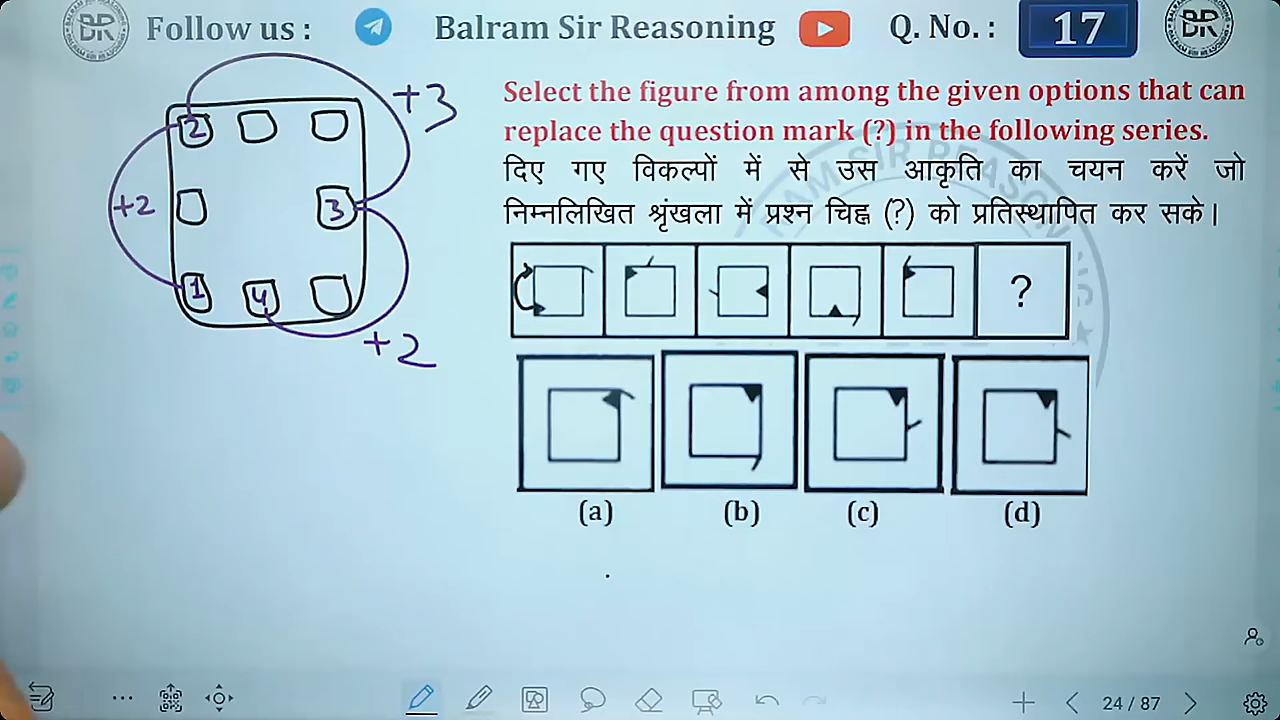 BR Follow us : Balram Sir Reasoning Q. No. : 17 BR
Select the figure from among the given options that can
replace the question mark (?) in the following series.
दिए गए विकल्पों में से उस आकृति का चयन करें जो
निम्नलिखित श्रृंखला में प्रश्न चिह्न (?) को प्रतिस्थापित कर सके।
?
(a) (b) (c) (d)
+3
2
+2
3
1 4
+2
24 / 87